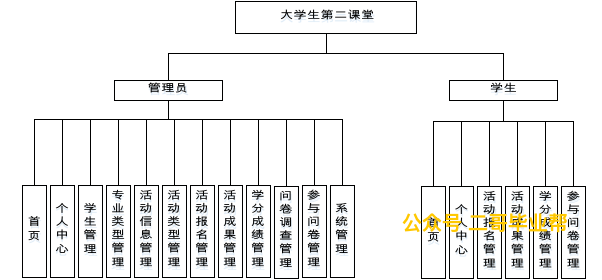 大学生第二课堂
管理员
学生
首页
个人中心
学生管理
专业类型管理
活动信息管理
活动类型管理
活动报名管理
活动成果管理
学分成绩管理
问卷调查管理
参与问卷管理
系统管理
首页
个人中心
活动报名管理
活动成果管理
学分成绩管理
参与问卷管理
公众号·二哥毕业帮